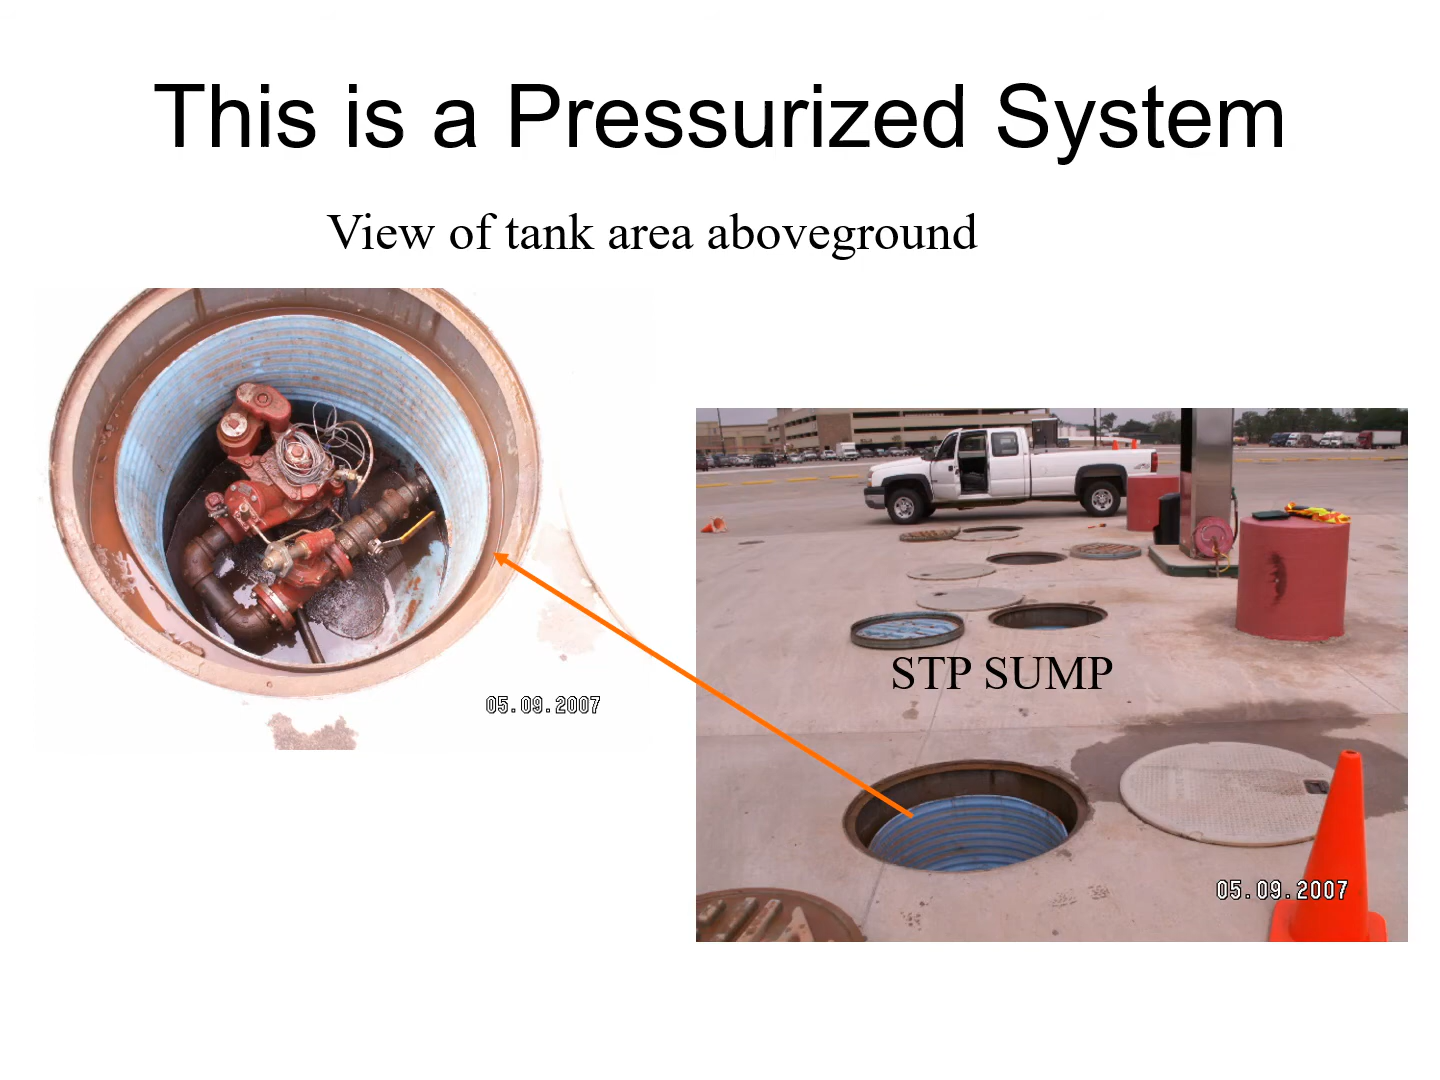 This is a Pressurized System
View of tank area aboveground
05.09.2007
STP SUMP
05.09.2007